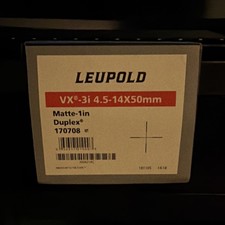 LEUPOLD
VX®-3i 4.5-14X50mm
Matte-1in
Duplex®
170708